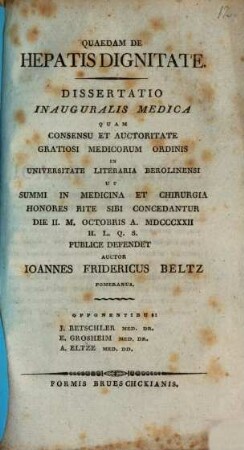 QUAEDAM DE
HEPATIS DIGNITATE.
DISSERTATIO
INAUGURALIS MEDICA
QUAM
CONSENSU ET AUCTORITATE
GRATIOSI MEDICORUM ORDINIS
IN
UNIVERSITATE LITERARIA BEROLINENSI
UT
SUMMI IN MEDICINA ET CHIRURGIA
HONORES RITE SIBI CONCEDANTUR
DIE II. M. OCTOBRIS A. MDCCCXXII
H. L. Q. S.
PUBLICE DEFENDET
AUCTOR
IOANNES FRIDERICUS BELTZ
POMERANUS.
OPPONENTIBUS:
J. RETSCHLER MED. DR.
E. GROSHEIM MED. DR.
A. ELTZE MED. DD.
FORMIS BRUESCHCKIANIS.